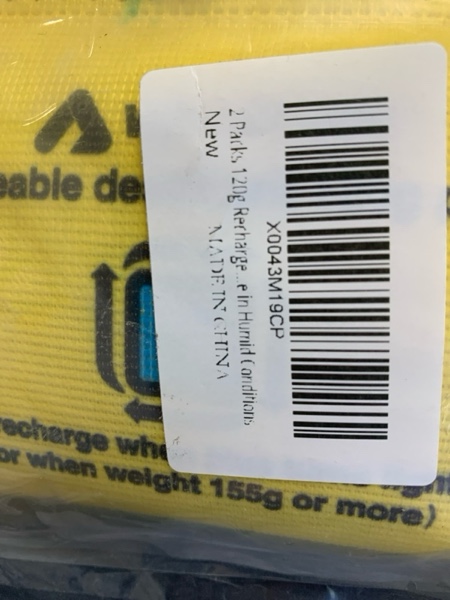 X0043M19CP
2 Packs 120g Recharge...e in Humid Conditions
New
MADE IN CHINA
eable de
recharge whe
or when weight 155g or more)